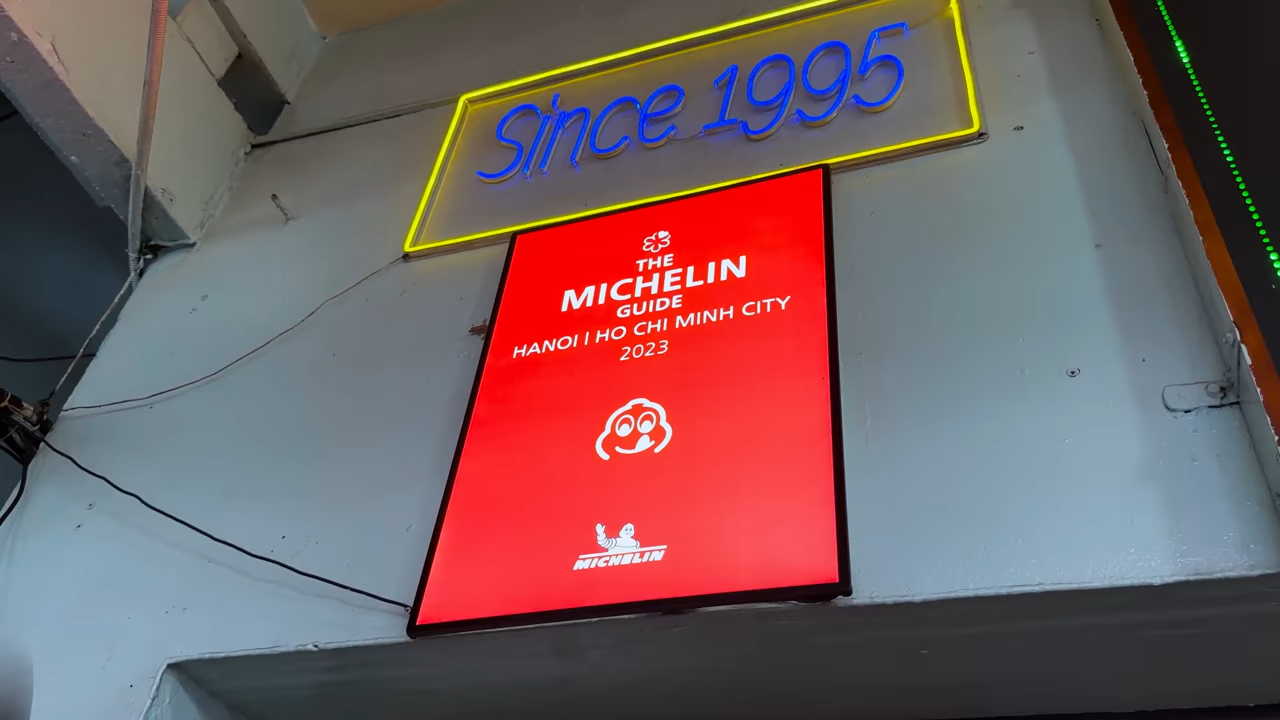 Since 1995
THE
MICHELIN
GUIDE
HANOI | HO CHI MINH CITY
2023
MICHELIN